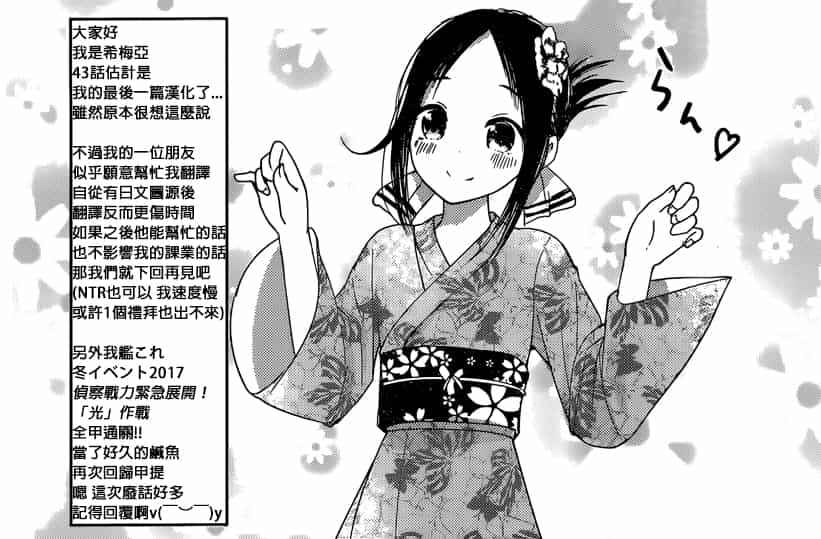 大家好
我是希梅亞
43話估計是
我的最後一篇漢化了...
雖然原本很想這麼說
不過我的一位朋友
似乎願意幫忙我翻譯
自從有日文圖源後
翻譯反而更傷時間
如果之後他能幫忙的話
也不影響我的課業的話
那我們就下回再見吧
(NTR也可以 我速度慢
或許1個禮拜也出不來)
另外我艦これ
冬イベント2017
偵察戦力緊急展開！
「光」作戦
全甲通關!!
當了好久的鹹魚
再次回歸甲提
嗯 這次廢話好多
記得回覆啊v(￣︶￣)y
らん♡